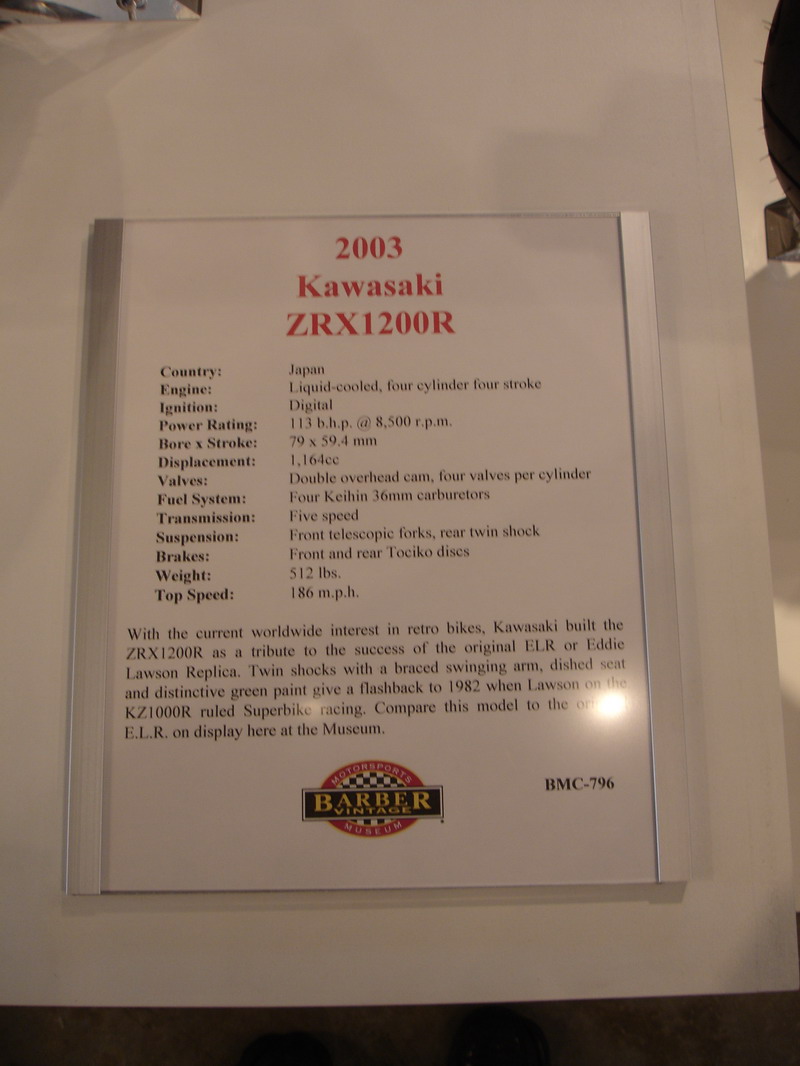 2003
Kawasaki
ZRX1200R
Country: Japan
Engine: Liquid-cooled, four cylinder four stroke
Ignition: Digital
Power Rating: 113 b.h.p. @ 8,500 r.p.m.
Bore x Stroke: 79 x 59.4 mm
Displacement: 1,164cc
Valves: Double overhead cam, four valves per cylinder
Fuel System: Four Keihin 36mm carburetors
Transmission: Five speed
Suspension: Front telescopic forks, rear twin shock
Brakes: Front and rear Tociko discs
Weight: 512 lbs.
Top Speed: 186 m.p.h.
With the current worldwide interest in retro bikes, Kawasaki built the
ZRX1200R as a tribute to the success of the original ELR or Eddie
Lawson Replica. Twin shocks with a braced swinging arm, dished seat
and distinctive green paint give a flashback to 1982 when Lawson on the
KZ1000R ruled Superbike racing. Compare this model to the
E.L.R. on display here at the Museum.
MOTORSPORTS
BARBER
VINTAGE
MUSEUM
BMC-796